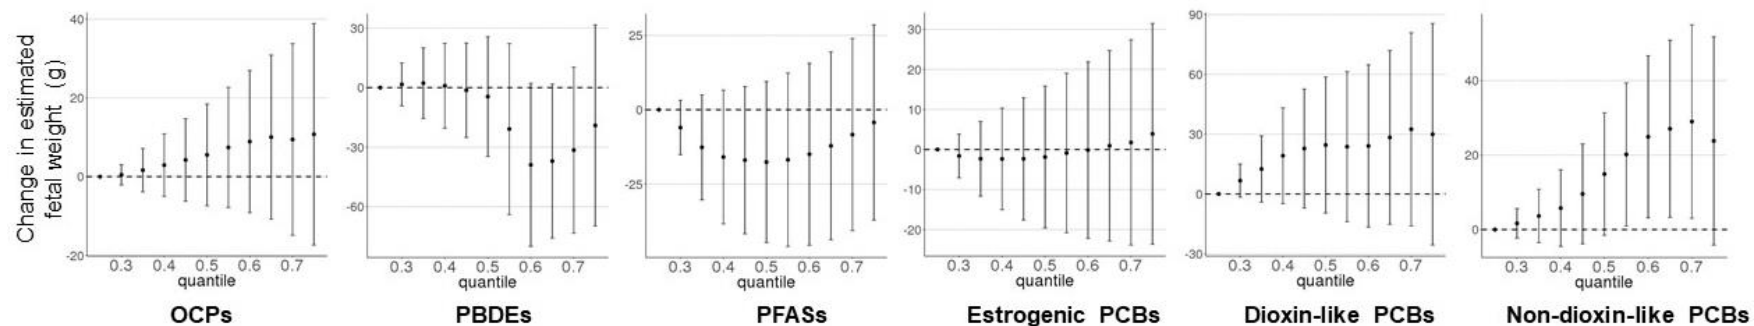 Change in estimated
fetal weight (g)
40
20
0
-20
0.3 0.4 0.5 0.6 0.7
quantile
OCPs
30
0
-30
-60
0.3 0.4 0.5 0.6 0.7
quantile
PBDEs
25
0
-25
0.3 0.4 0.5 0.6 0.7
quantile
PFASs
30
20
10
0
-10
-20
0.3 0.4 0.5 0.6 0.7
quantile
Estrogenic PCBs
90
60
30
0
-30
0.3 0.4 0.5 0.6 0.7
quantile
Dioxin-like PCBs
40
20
0
0.3 0.4 0.5 0.6 0.7
quantile
Non-dioxin-like PCBs